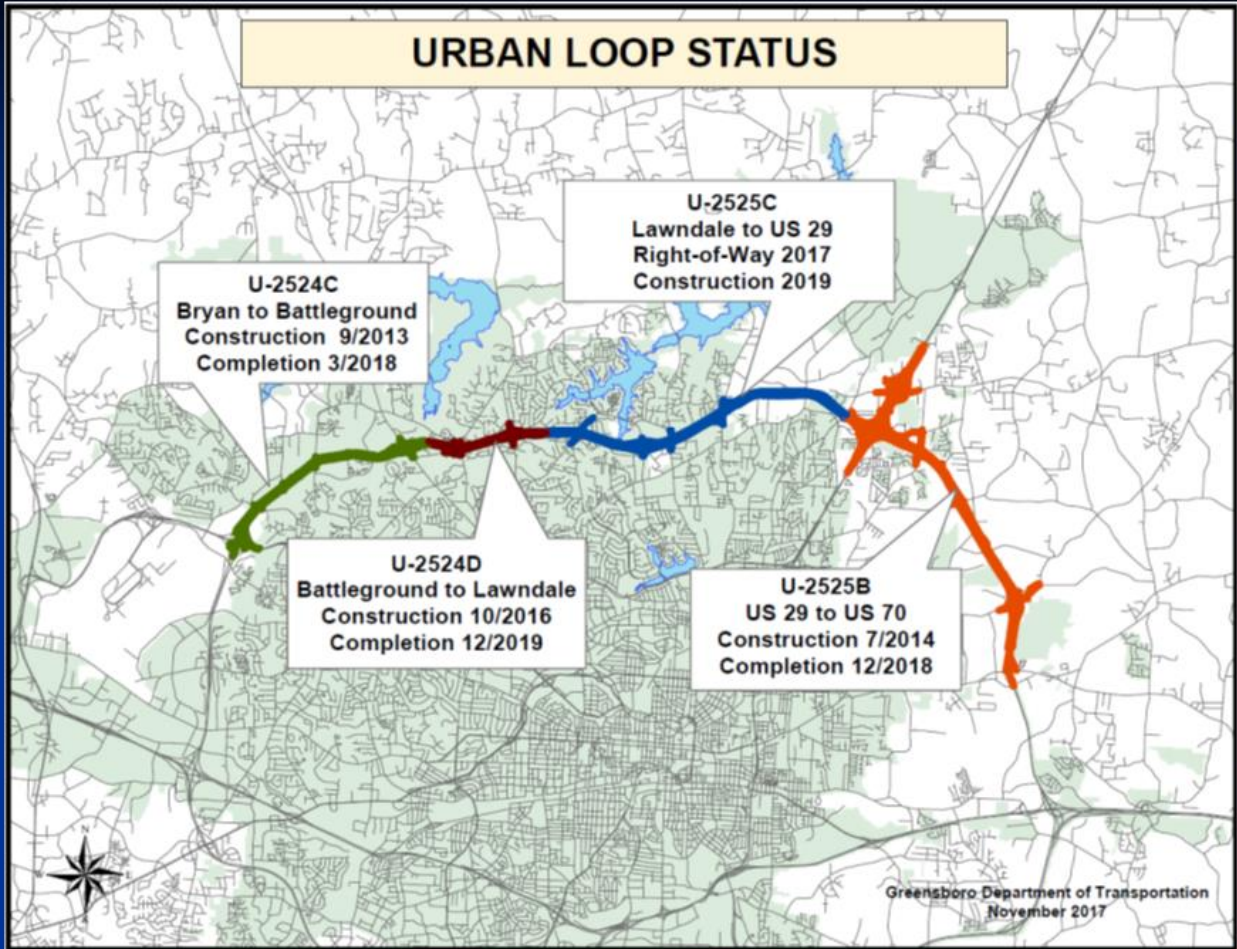 URBAN LOOP STATUS
U-2525C
Lawndale to US 29
Right-of-Way 2017
Construction 2019
U-2524C
Bryan to Battleground
Construction 9/2013
Completion 3/2018
U-2524D
Battleground to Lawndale
Construction 10/2016
Completion 12/2019
U-2525B
US 29 to US 70
Construction 7/2014
Completion 12/2018
N
Greensboro Department of Transportation
November 2017